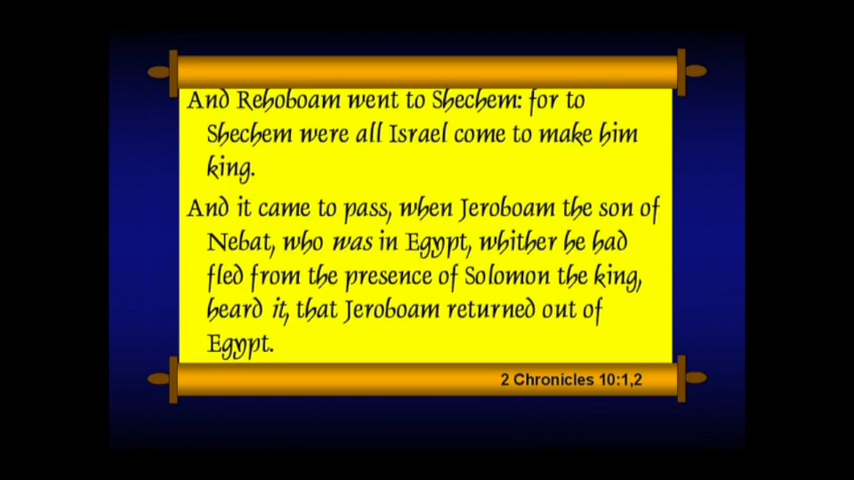 And Rehoboam went to Shechem: for to
Shechem were all Israel come to make him
king.
And it came to pass, when Jeroboam the son of
Nebat, who was in Egypt, whither he had
fled from the presence of Solomon the king,
heard it, that Jeroboam returned out of
Egypt.
2 Chronicles 10:1,2